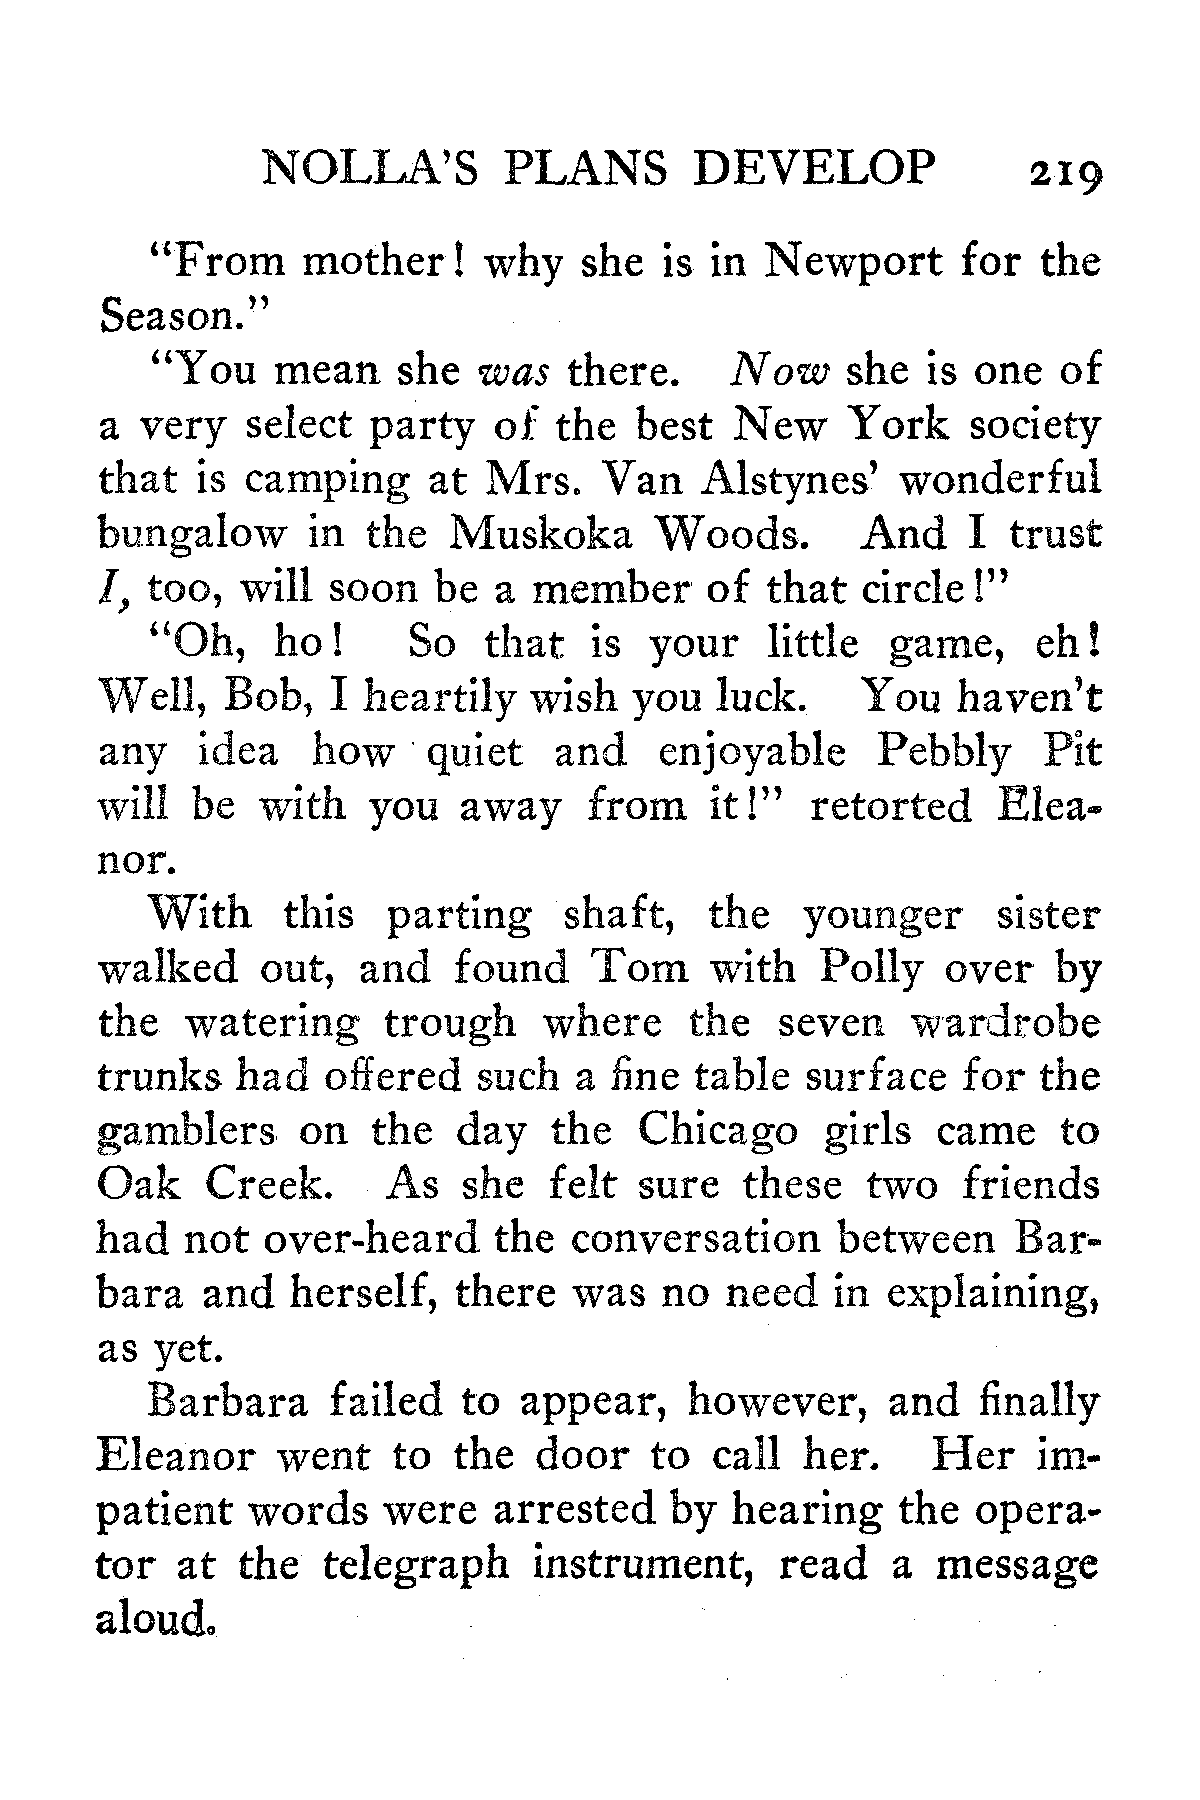 NOLLA'S PLANS DEVELOP 219
"From mother! why she is in Newport for the
Season."
"You mean she was there. Now she is one of
a very select party of the best New York society
that is camping at Mrs. Van Alstynes' wonderful
bungalow in the Muskoka Woods. And I trust
I, too, will soon be a member of that circle!"
"Oh, ho! So that is your little game, eh!
Well, Bob, I heartily wish you luck. You haven't
any idea how quiet and enjoyable Pebbly Pit
will be with you away from it!" retorted Elea-
nor.
With this parting shaft, the younger sister
walked out, and found Tom with Polly over by
the watering trough where the seven wardrobe
trunks had offered such a fine table surface for the
gamblers on the day the Chicago girls came to
Oak Creek. As she felt sure these two friends
had not over-heard the conversation between Bar-
bara and herself, there was no need in explaining,
as yet.
Barbara failed to appear, however, and finally
Eleanor went to the door to call her. Her im-
patient words were arrested by hearing the opera-
tor at the telegraph instrument, read a message
aloud.